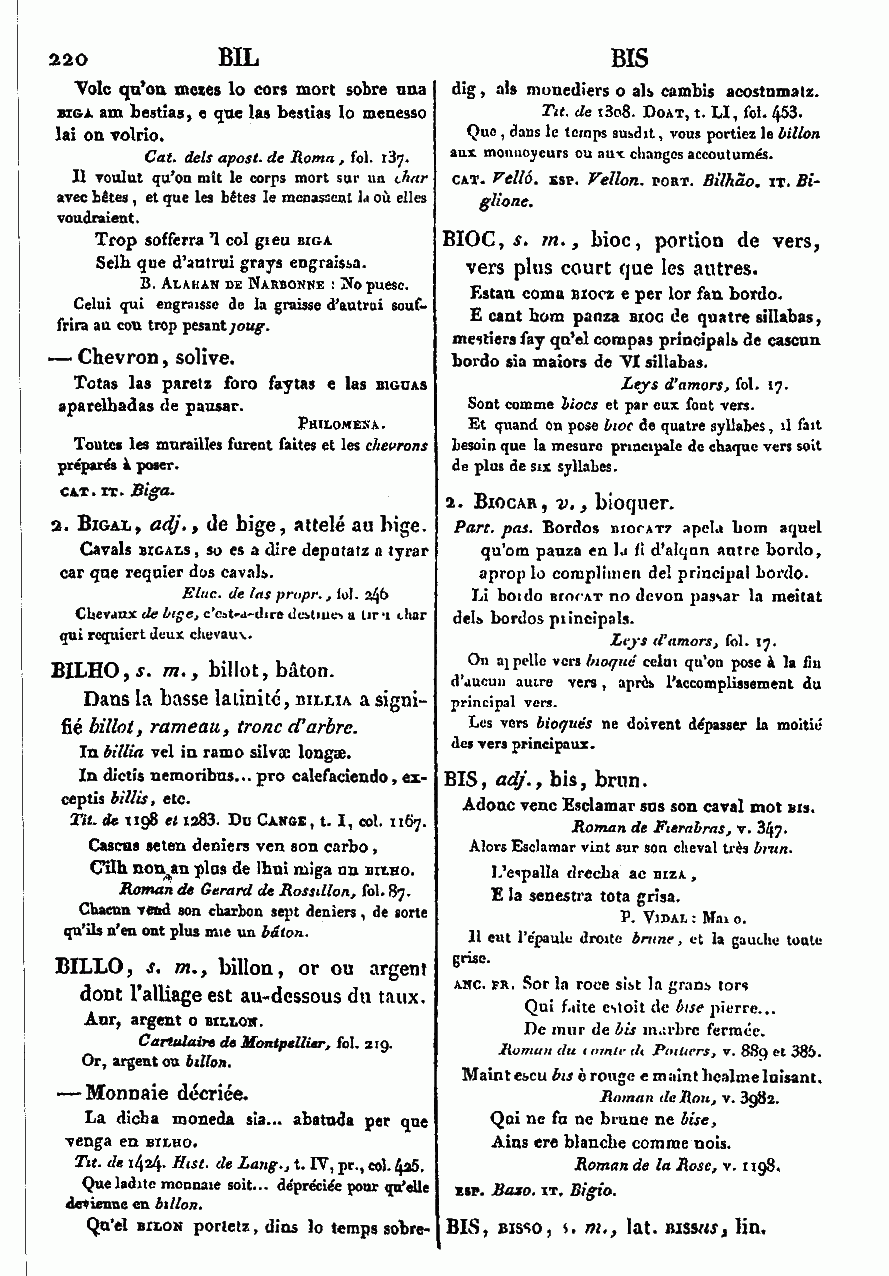 220 BIL BIS
Volc qu'on mezes lo cors mort sobre una
BIGA am bestias, e que las bestias lo menesso
lai on volrio.
Cat. dels apost. de Roma, fol. 137.
Il voulut qu'on mit le corps mort sur un char
avec bêtes, et que les bêtes le menassent là où elles
voudraient.
Trop sofferra 'l col gieu BIGA
Selh que d'autrui grays engraissa.
B. ALAHAN DE NARBONNE : No puesc.
Celui qui engraisse de la graisse d'autrui souf-
frira au cou trop pesant joug.
— Chevron, solive.
Totas las paretz foro faytas e las BIGUAS
aparelhadas de pausar.
PHILOMENA.
Toutes les murailles furent faites et les chevrons
préparés à poser.
CAT. IT. Biga.
2. BIGAL, adj., de bige, attelé au bige.
Cavals BIGALS, so es a dire deputatz a tyrar
car que requier dos cavals.
Eluc. de las propr., fol. 246
Chevaux de bige, c'est-à-dire destinés à tirer char
qui requiert deux chevaux.
BILHO, s. m., billot, bâton.
Dans la basse latinité, BILLIA a signi-
fié billot, rameau, tronc d'arbre.
In billia vel in ramo silvæ longæ.
In dictis nemoribus... pro calefaciendo, ex-
ceptis billis, etc.
Tit. de 1198 et 1283. DU CANGE, t. I, col. 1167.
Cascus seten deniers ven son carbo,
Cilh non an plus de lhui miga un BILHO.
Roman de Gerard de Rossillon, fol. 87.
Chacun vend son charbon sept deniers, de sorte
qu'ils n'en ont plus mie un bâton.
BILLO, s. m., billon, or ou argent
dont l'alliage est au-dessous du taux.
Aur, argent o BILLON.
Cartulaire de Montpellier, fol. 219.
Or, argent ou billon.
— Monnaie décriée.
La dicha moneda sia... abatuda per que
venga en BILHO.
Tit. de 1424. Hist. de Lang., t. IV, pr., col. 425.
Que ladite monnaie soit... dépréciée pour qu'elle
devienne en billon.
Qu'el BILON portetz, dins lo temps sobre-
dig, als monediers o als cambis acostumatz.
Tit. de 1308. DOAT, t. LI, fol. 453.
Que, dans le temps susdit, vous portiez le billon
aux monnoyeurs ou aux changes accoutumés.
CAT. Velló. ESP. Vellon. PORT. Bilhão. IT. Bi-
glione.
BIOC, s. m., bioc, portion de vers,
vers plus court que les autres.
Estan coma BIOCZ e per lor fan bordo.
E cant hom pauza BIOC de quatre sillabas,
mestiers fay qu'el compas principals de cascun
bordo sia maiors de VI sillabas.
Leys d'amors, fol. 17.
Sont comme biocs et par eux font vers.
Et quand on pose bioc de quatre syllabes, il fait
besoin que la mesure principale de chaque vers soit
de plus de six syllabes.
2. BIOCAR, v., bioquer.
Part. pas. Bordos BIOCATZ apela hom aquel
qu'om pauza en la fi d'alqun autre bordo,
aprop lo complimen del principal bordo.
Li bordo BIOCAT no devon passar la meitat
dels bordos principals.
Leys d'amors, fol. 17.
On appelle vers bioqué celui qu'on pose à la fin
d'aucun autre vers, après l'accomplissement du
principal vers.
Les vers bioqués ne doivent dépasser la moitié
des vers principaux.
BIS, adj., bis, brun.
Adonc venc Esclamar sus son caval mot BIS.
Roman de Fierabras, v. 347.
Alors Esclamar vint sur son cheval très brun.
L'espalla drecha ac BIZA,
E la senestra tota grisa.
P. VIDAL : Mai o.
Il eut l'épaule droite brune, et la gauche toute
grise.
ANC. FR. Sor la roce sist la grans tors
Qui faite estoit de bise pierre...
De mur de bis marbre fermée.
Roman du comte de Poitiers, v. 889 et 385.
Maint escu bis è rouge e maint healme luisant.
Roman de Rou, v. 3982.
Qui ne fu ne brune ne bise,
Ains ere blanche comme nois.
Roman de la Rose, v. 1198.
ESP. Bazo. IT. Bigio.
BIS, BISSO, s. m., lat. BISSus, lin.